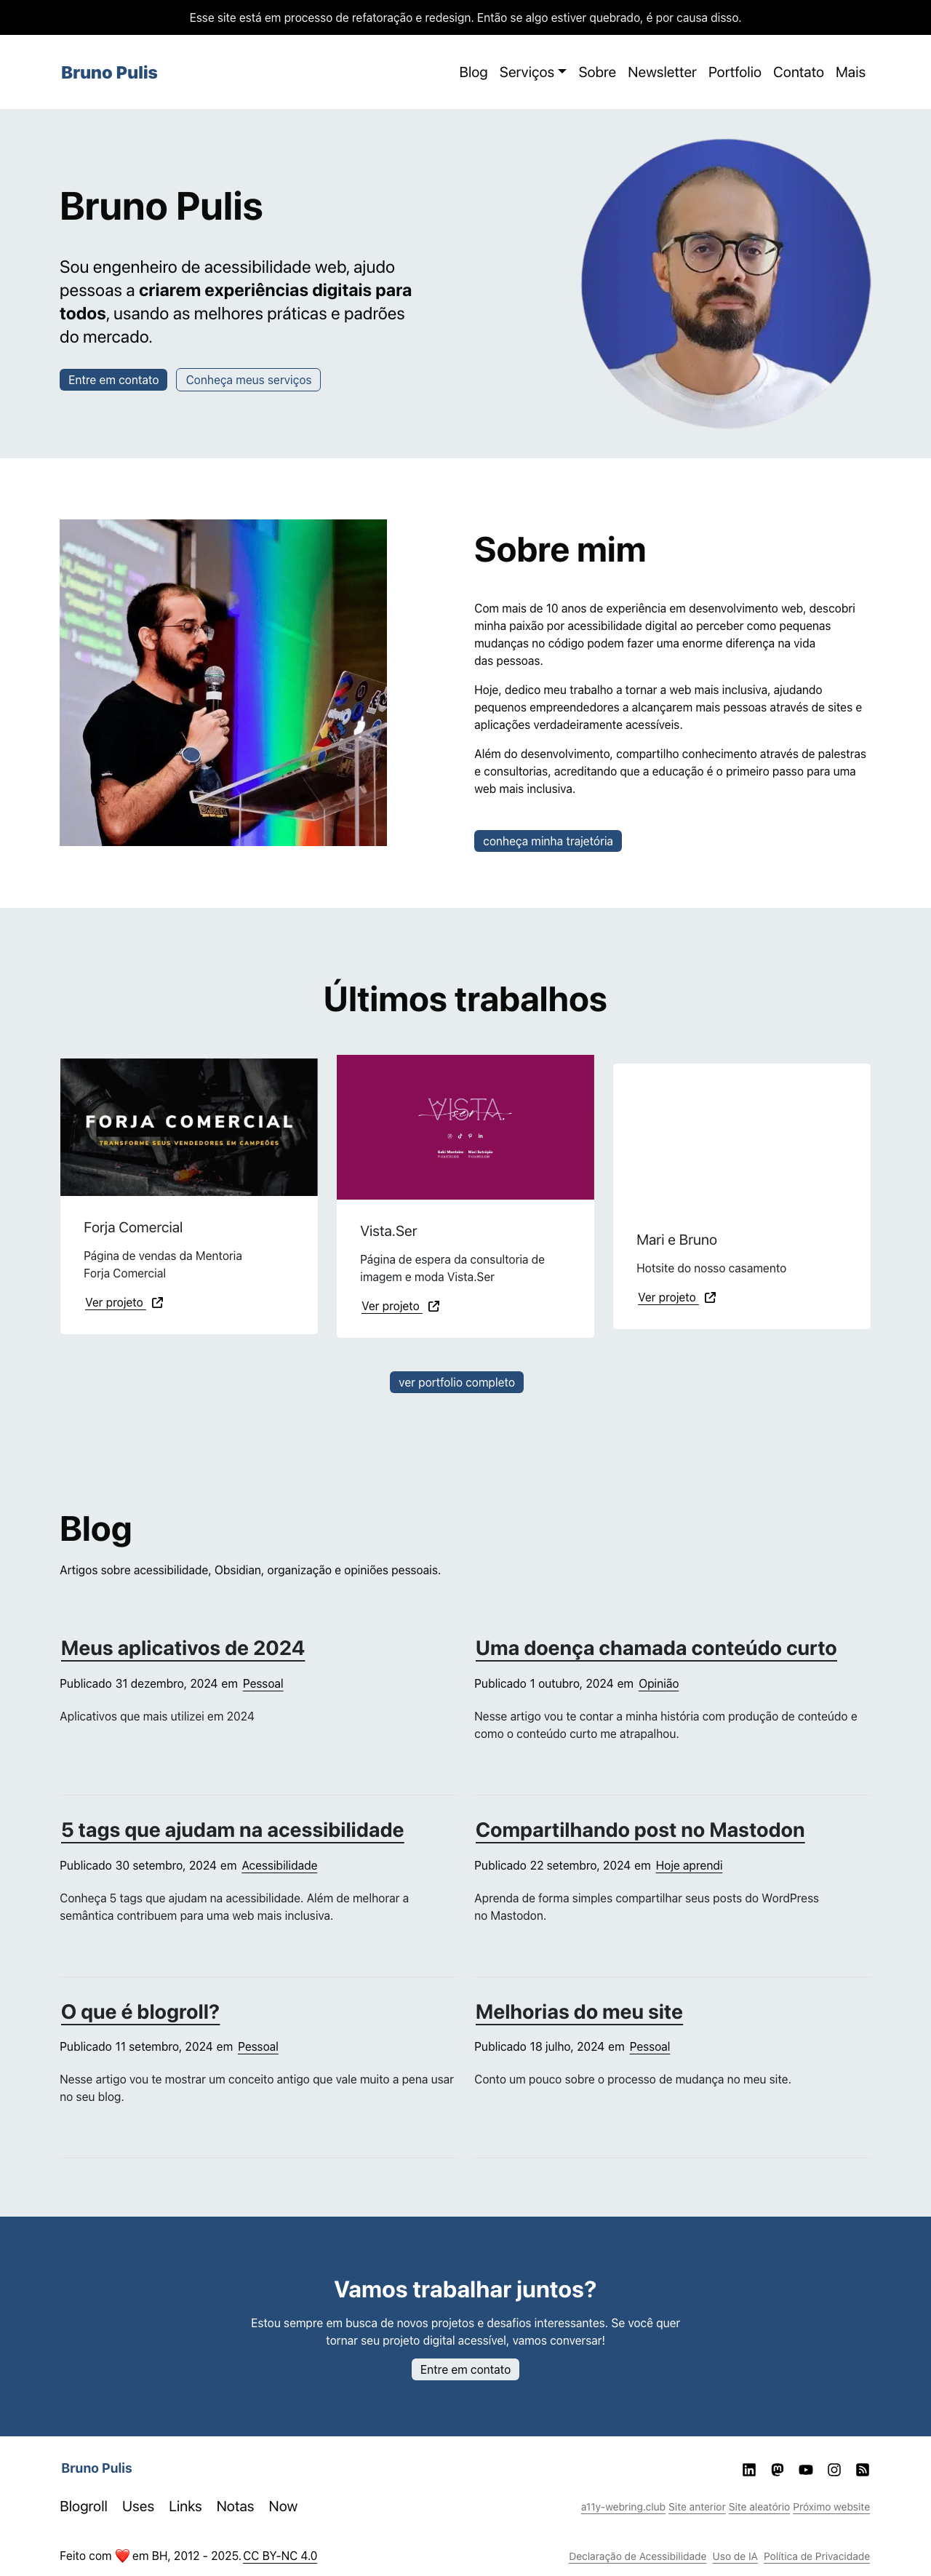 Esse site está em processo de refatoração e redesign. Então se algo estiver quebrado, é por causa disso.
Bruno Pulis
Blog Serviços Sobre Newsletter Portfolio Contato Mais
Bruno Pulis
Sou engenheiro de acessibilidade web, ajudo
pessoas a criarem experiências digitais para
todos, usando as melhores práticas e padrões
do mercado.
Entre em contato
Conheça meus serviços
Sobre mim
Com mais de 10 anos de experiência em desenvolvimento web, descobri
minha paixão por acessibilidade digital ao perceber como pequenas
mudanças no código podem fazer uma enorme diferença na vida
das pessoas.
Hoje, dedico meu trabalho a tornar a web mais inclusiva, ajudando
pequenos empreendedores a alcançarem mais pessoas através de sites e
aplicações verdadeiramente acessíveis.
Além do desenvolvimento, compartilho conhecimento através de palestras
e consultorias, acreditando que a educação é o primeiro passo para uma
web mais inclusiva.
conheça minha trajetória
Últimos trabalhos
FORJA COMERCIAL
TRANSFORME SEUS VENDEDORES EM CAMPEÕES
Forja Comercial
Página de vendas da Mentoria
Forja Comercial
Ver projeto
VISTA
ser
Vista.Ser
Página de espera da consultoria de
imagem e moda Vista.Ser
Ver projeto
Mari e Bruno
Hotsite do nosso casamento
Ver projeto
ver portfolio completo
Blog
Artigos sobre acessibilidade, Obsidian, organização e opiniões pessoais.
Meus aplicativos de 2024
Publicado 31 dezembro, 2024 em Pessoal
Aplicativos que mais utilizei em 2024
Uma doença chamada conteúdo curto
Publicado 1 outubro, 2024 em Opinião
Nesse artigo vou te contar a minha história com produção de conteúdo e
como o conteúdo curto me atrapalhou.
5 tags que ajudam na acessibilidade
Publicado 30 setembro, 2024 em Acessibilidade
Conheça 5 tags que ajudam na acessibilidade. Além de melhorar a
semântica contribuem para uma web mais inclusiva.
Compartilhando post no Mastodon
Publicado 22 setembro, 2024 em Hoje aprendi
Aprenda de forma simples compartilhar seus posts do WordPress
no Mastodon.
O que é blogroll?
Publicado 11 setembro, 2024 em Pessoal
Nesse artigo vou te mostrar um conceito antigo que vale muito a pena usar
no seu blog.
Melhorias do meu site
Publicado 18 julho, 2024 em Pessoal
Conto um pouco sobre o processo de mudança no meu site.
Vamos trabalhar juntos?
Estou sempre em busca de novos projetos e desafios interessantes. Se você quer
tornar seu projeto digital acessível, vamos conversar!
Entre em contato
Bruno Pulis
Blogroll Uses Links Notas Now
a11y-webring.club Site anterior Site aleatório Próximo website
Feito com ❤️ em BH, 2012 - 2025. CC BY-NC 4.0
Declaração de Acessibilidade Uso de IA Política de Privacidade